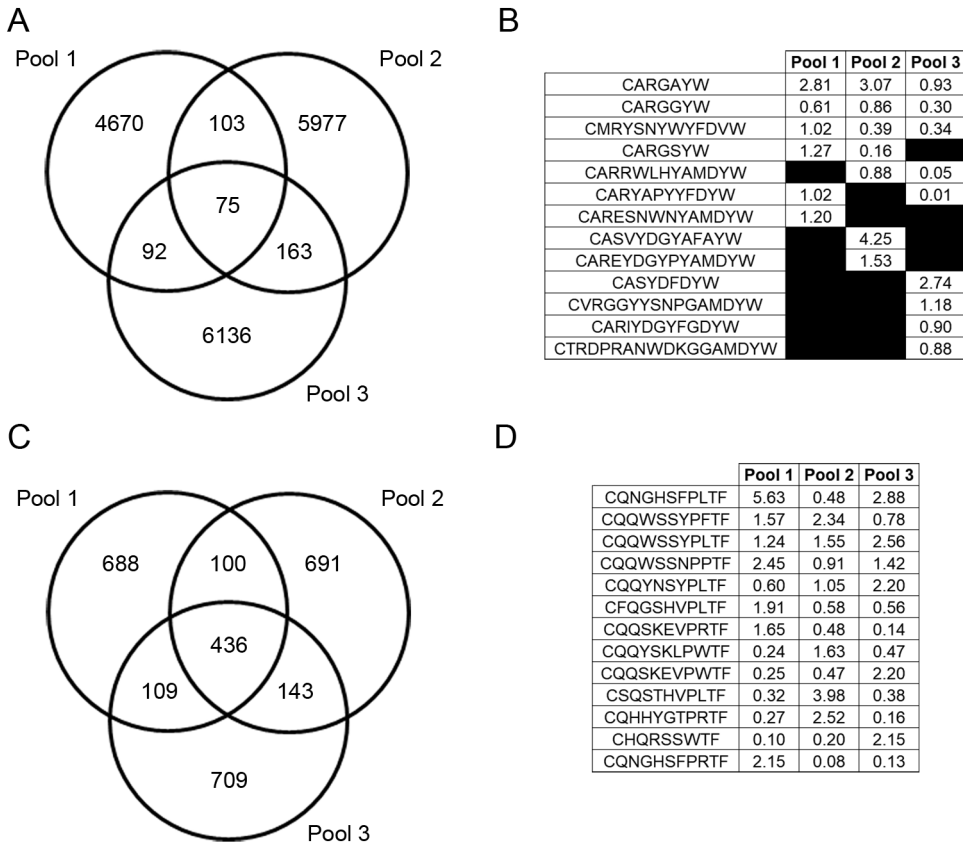 A
Pool 1
Pool 2
4670
103
5977
75
92
163
6136
Pool 3
B
Pool 1 Pool 2 Pool 3
CARGAYW 2.81 3.07 0.93
CARGGYW 0.61 0.86 0.30
CMRYSNYWYFDVW 1.02 0.39 0.34
CARGSYW 1.27 0.16
CARRWLHYAMDYW 0.88 0.05
CARYAPYYFDYW 1.02 0.01
CARESNWNYAMDYW 1.20
CASVYDGYAFAYW 4.25
CAREYDGYPYAMDYW 1.53
CASYDFDYW 2.74
CVRGGYYSNPGAMDYW 1.18
CARIYDGYFGDYW 0.90
CTRDPRANWDKGGAMDYW 0.88
C
Pool 1
Pool 2
688
100
691
436
109
143
709
Pool 3
D
Pool 1 Pool 2 Pool 3
CQNGHSFPLTF 5.63 0.48 2.88
CQQWSSYPFTF 1.57 2.34 0.78
CQQWSSYPLTF 1.24 1.55 2.56
CQQWSSNPPTF 2.45 0.91 1.42
CQQYNSYPLTF 0.60 1.05 2.20
CFQGSHVPLTF 1.91 0.58 0.56
CQQSKEVPRTF 1.65 0.48 0.14
CQQYSKLPWTF 0.24 1.63 0.47
CQQSKEVPWTF 0.25 0.47 2.20
CSQSTHVPLTF 0.32 3.98 0.38
CQHHYGTPRTF 0.27 2.52 0.16
CHQRSSWTF 0.10 0.20 2.15
CQNGHSFPRTF 2.15 0.08 0.13